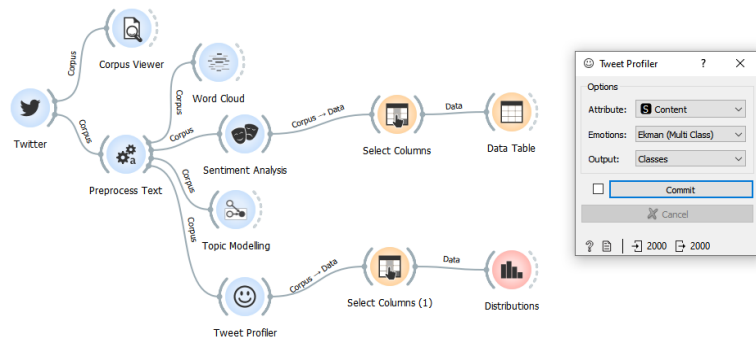 Corpus
Corpus Viewer
Corpus
Word Cloud
Twitter
Corpus
Preprocess Text
Corpus
Sentiment Analysis
Corpus → Data
Select Columns
Data
Data Table
Corpus
Topic Modelling
Corpus
Tweet Profiler
Corpus → Data
Select Columns (1)
Data
Distributions
Tweet Profiler ? ×
Options
Attribute: S Content
Emotions: Ekman (Multi Class)
Output: Classes
Commit
Cancel
? 2000 2000